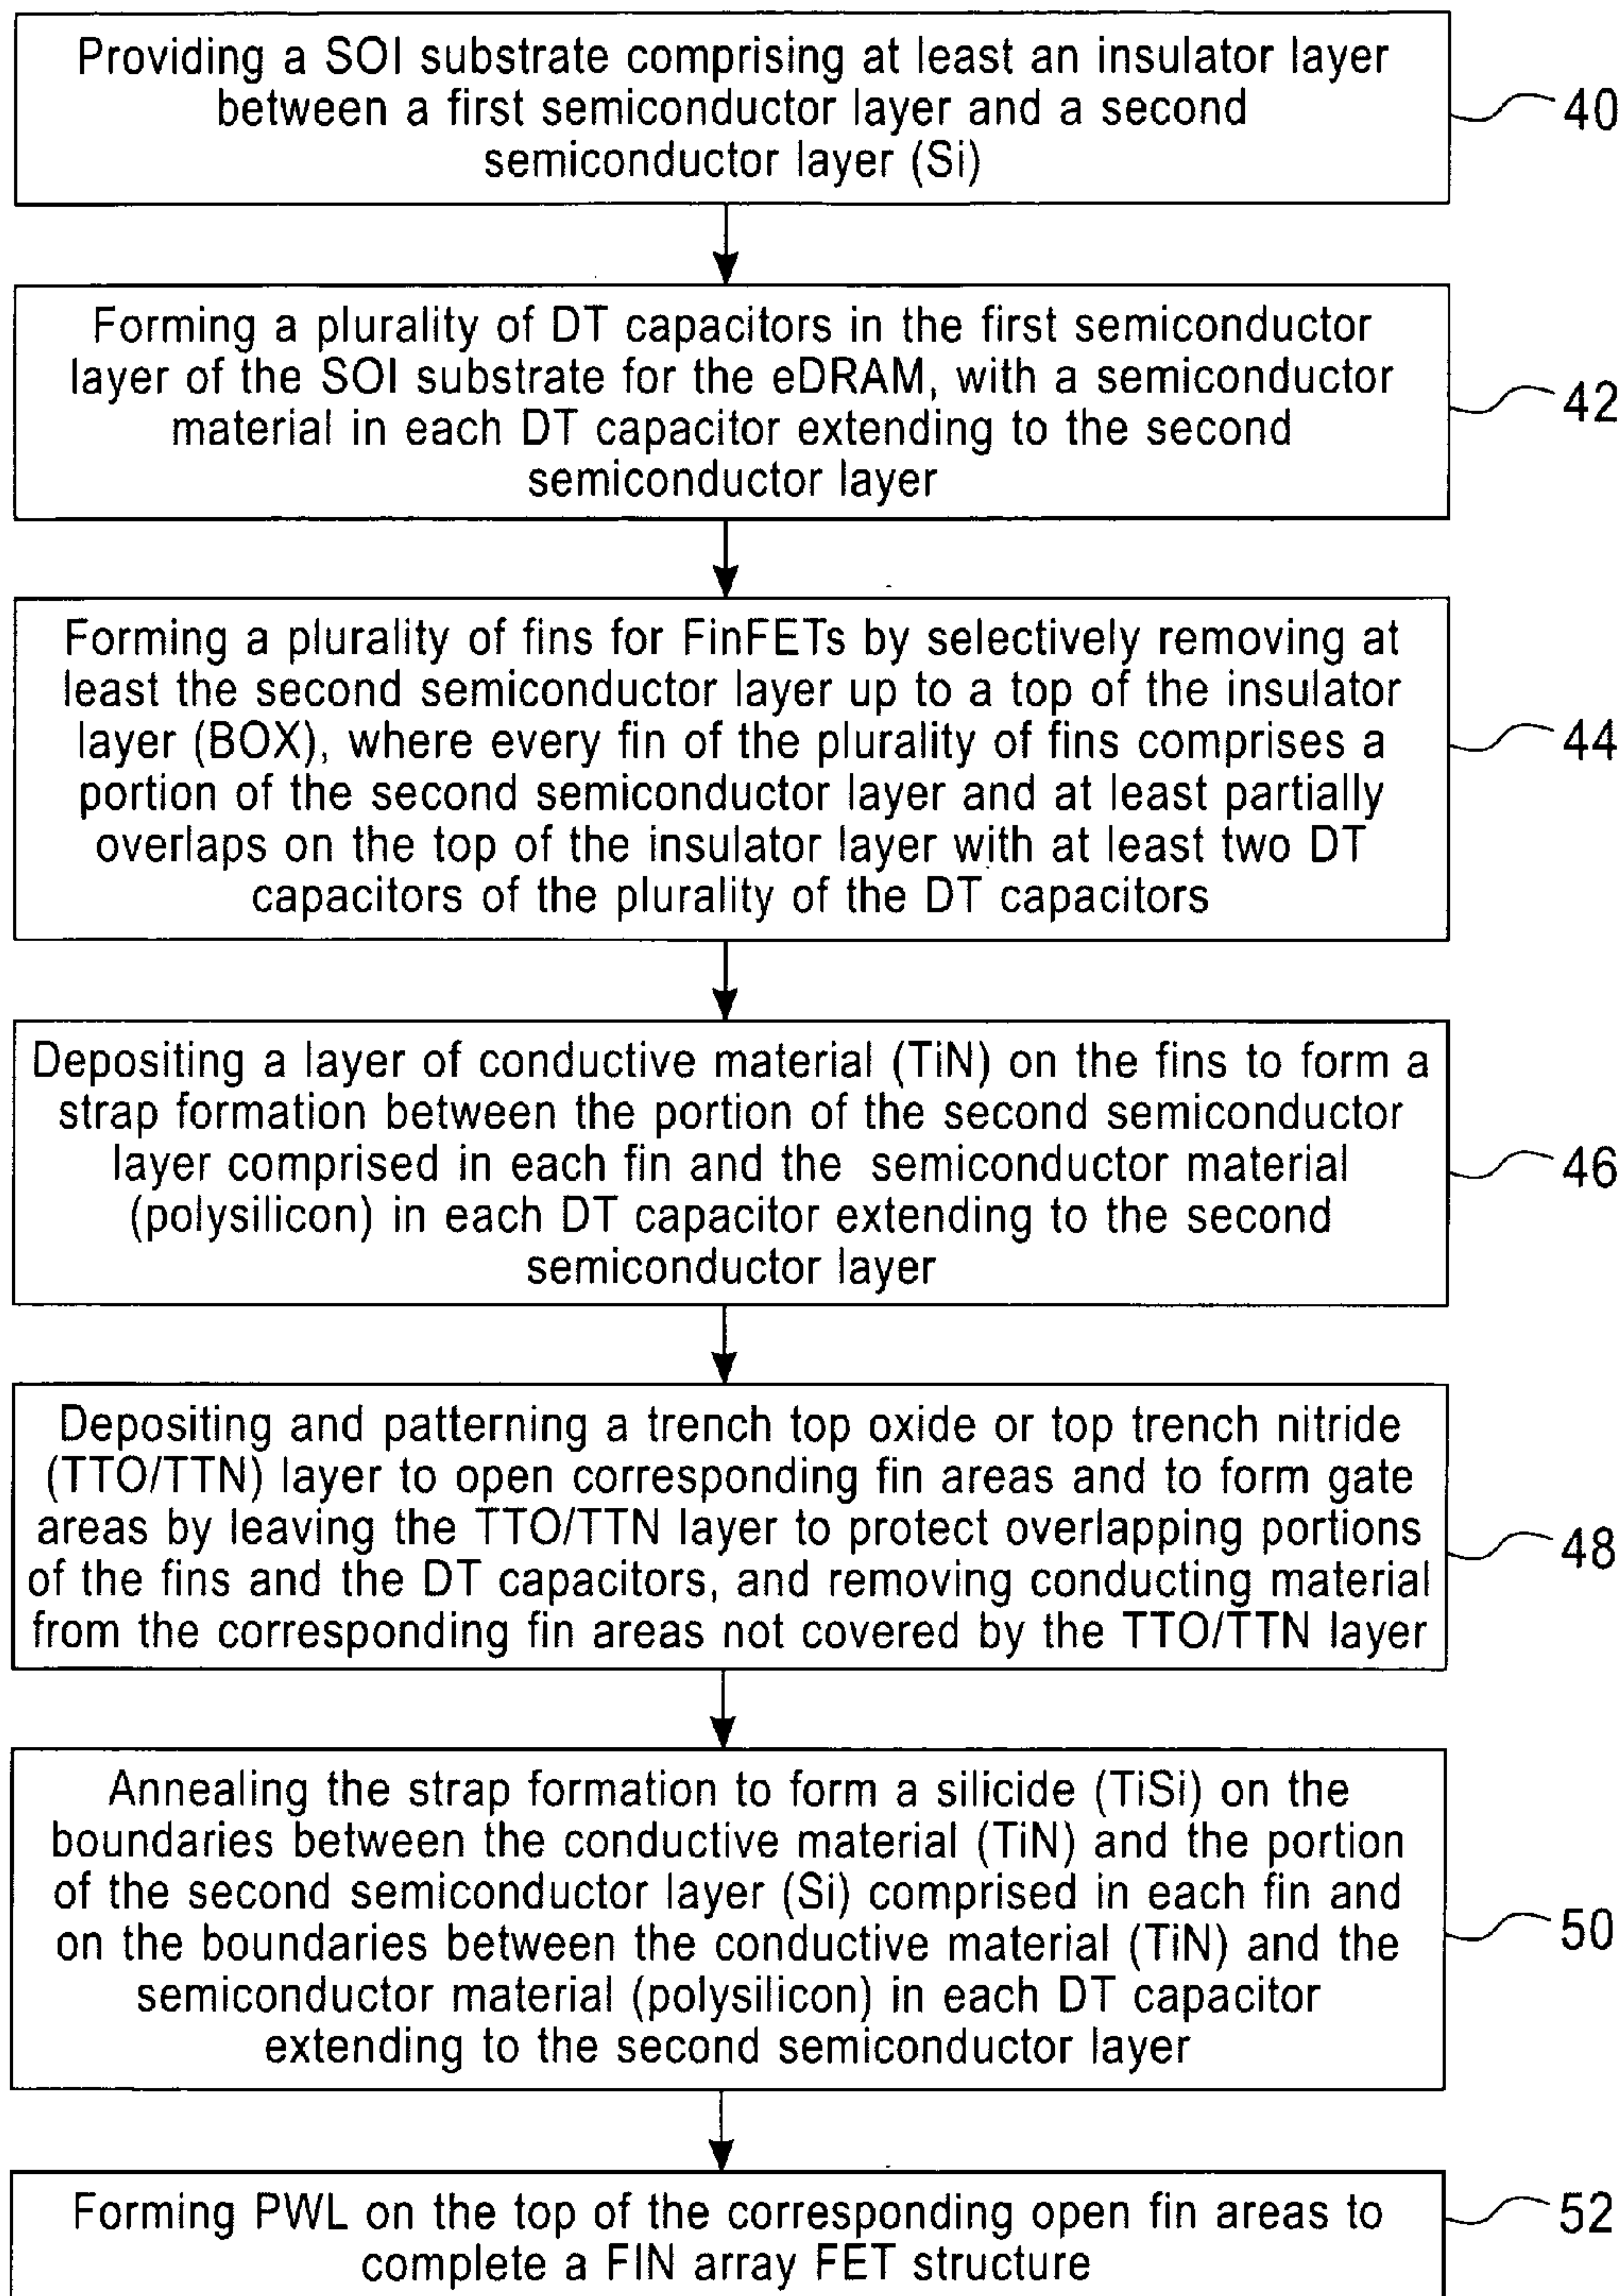 Providing a SOI substrate comprising at least an insulator layer
between a first semiconductor layer and a second
semiconductor layer (Si)
40
Forming a plurality of DT capacitors in the first semiconductor
layer of the SOI substrate for the eDRAM, with a semiconductor
material in each DT capacitor extending to the second
semiconductor layer
42
Forming a plurality of fins for FinFETs by selectively removing at
least the second semiconductor layer up to a top of the insulator
layer (BOX), where every fin of the plurality of fins comprises a
portion of the second semiconductor layer and at least partially
overlaps on the top of the insulator layer with at least two DT
capacitors of the plurality of the DT capacitors
44
Depositing a layer of conductive material (TiN) on the fins to form a
strap formation between the portion of the second semiconductor
layer comprised in each fin and the semiconductor material
(polysilicon) in each DT capacitor extending to the second
semiconductor layer
46
Depositing and patterning a trench top oxide or top trench nitride
(TTO/TTN) layer to open corresponding fin areas and to form gate
areas by leaving the TTO/TTN layer to protect overlapping portions
of the fins and the DT capacitors, and removing conducting material
from the corresponding fin areas not covered by the TTO/TTN layer
48
Annealing the strap formation to form a silicide (TiSi) on the
boundaries between the conductive material (TiN) and the portion
of the second semiconductor layer (Si) comprised in each fin and
on the boundaries between the conductive material (TiN) and the
semiconductor material (polysilicon) in each DT capacitor
extending to the second semiconductor layer
50
Forming PWL on the top of the corresponding open fin areas to
complete a FIN array FET structure
52